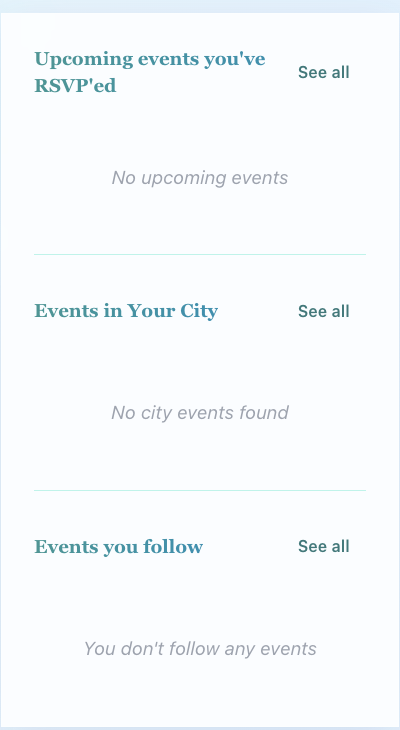 Upcoming events you've
RSVP'ed
See all
No upcoming events
Events in Your City
See all
No city events found
Events you follow
See all
You don't follow any events